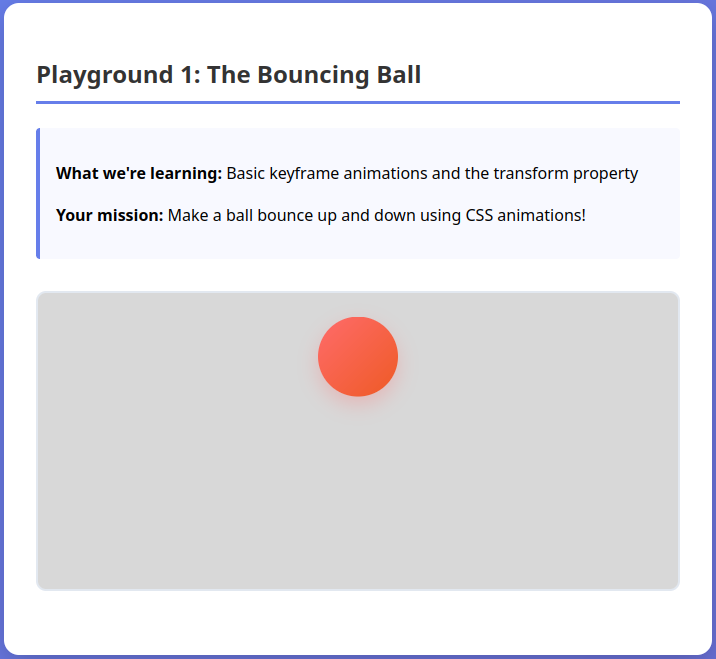 Playground 1: The Bouncing Ball
What we're learning: Basic keyframe animations and the transform property
Your mission: Make a ball bounce up and down using CSS animations!